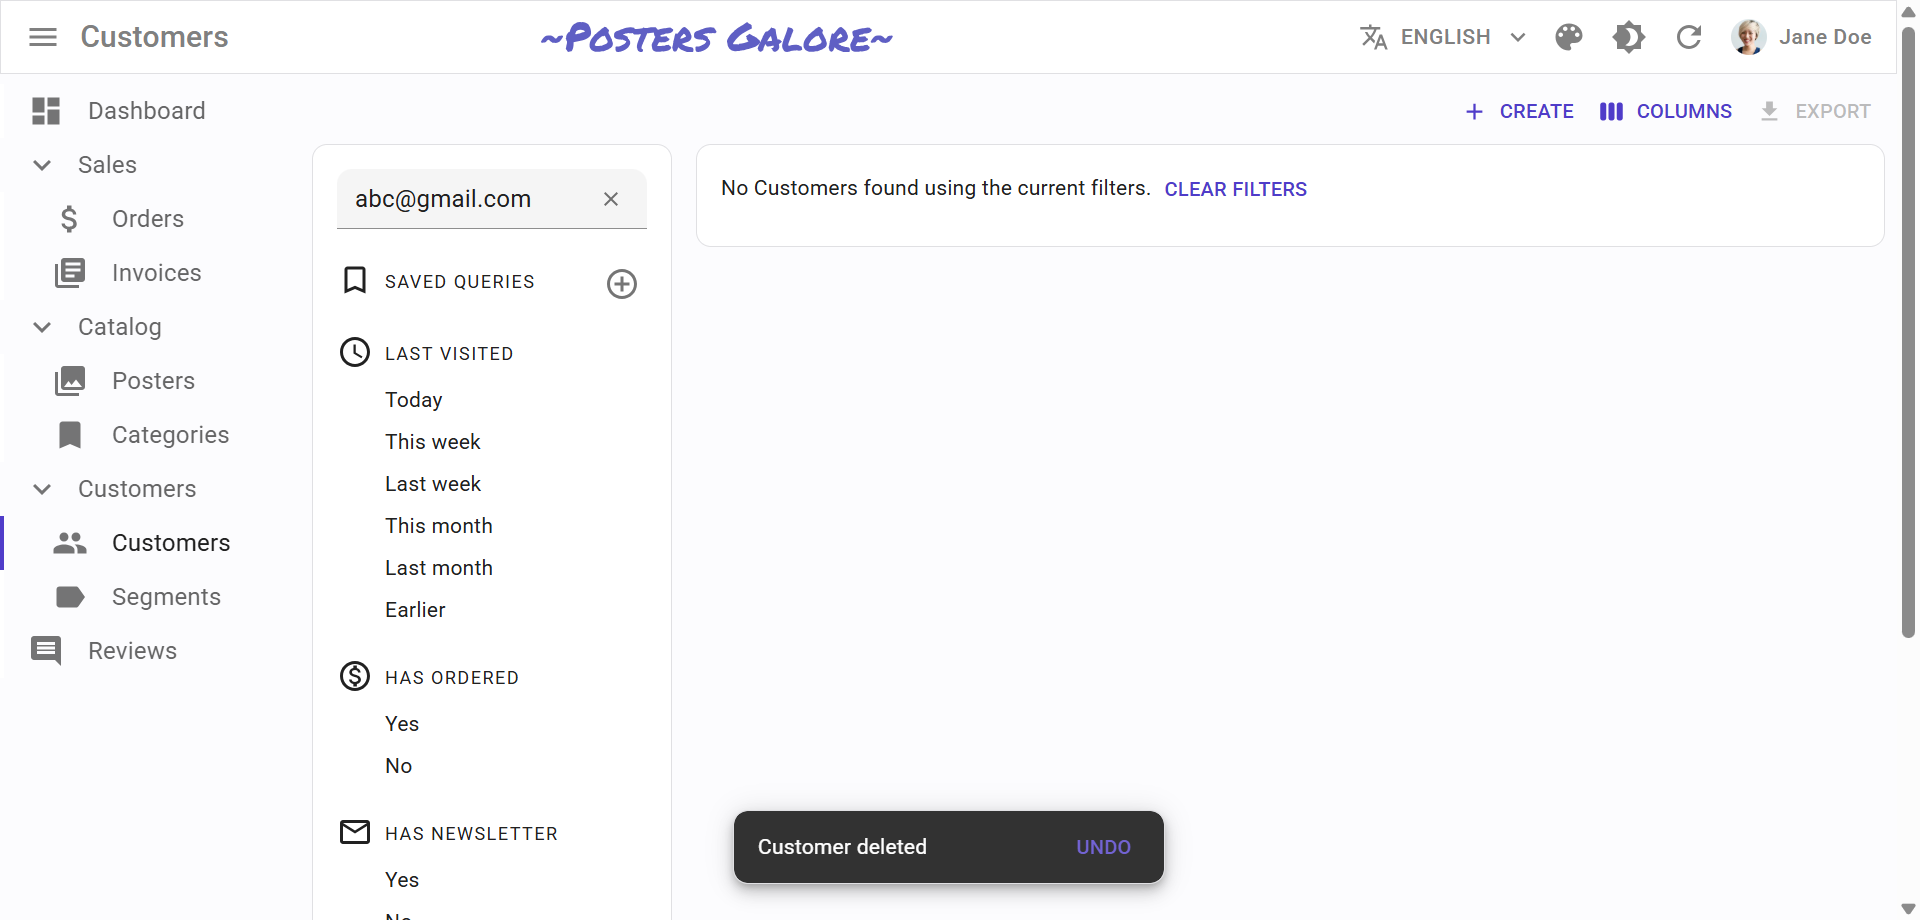 Customers
~Posters Galore~
ENGLISH
Jane Doe
Dashboard
Sales
Orders
Invoices
Catalog
Posters
Categories
Customers
Customers
Segments
Reviews
CREATE
COLUMNS
EXPORT
abc@gmail.com
SAVED QUERIES
LAST VISITED
Today
This week
Last week
This month
Last month
Earlier
HAS ORDERED
Yes
No
HAS NEWSLETTER
Yes
No
No Customers found using the current filters. CLEAR FILTERS
Customer deleted UNDO